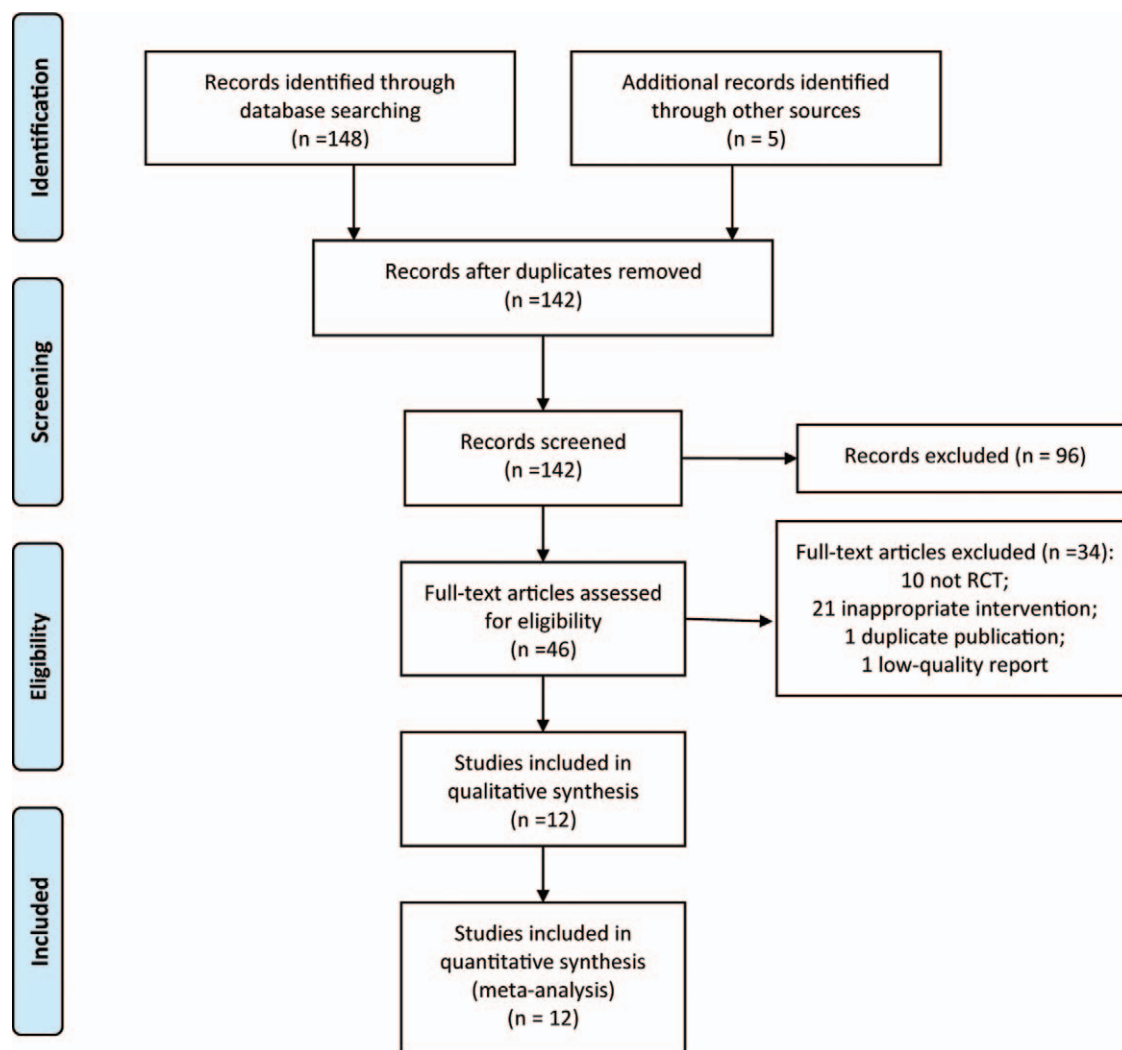 Identification
Records identified through
database searching
(n =148)
Additional records identified
through other sources
(n = 5)
Records after duplicates removed
(n =142)
Screening
Records screened
(n =142)
Records excluded (n = 96)
Eligibility
Full-text articles assessed
for eligibility
(n =46)
Full-text articles excluded (n =34):
10 not RCT;
21 inappropriate intervention;
1 duplicate publication;
1 low-quality report
Studies included in
qualitative synthesis
(n =12)
Included
Studies included in
quantitative synthesis
(meta-analysis)
(n = 12)